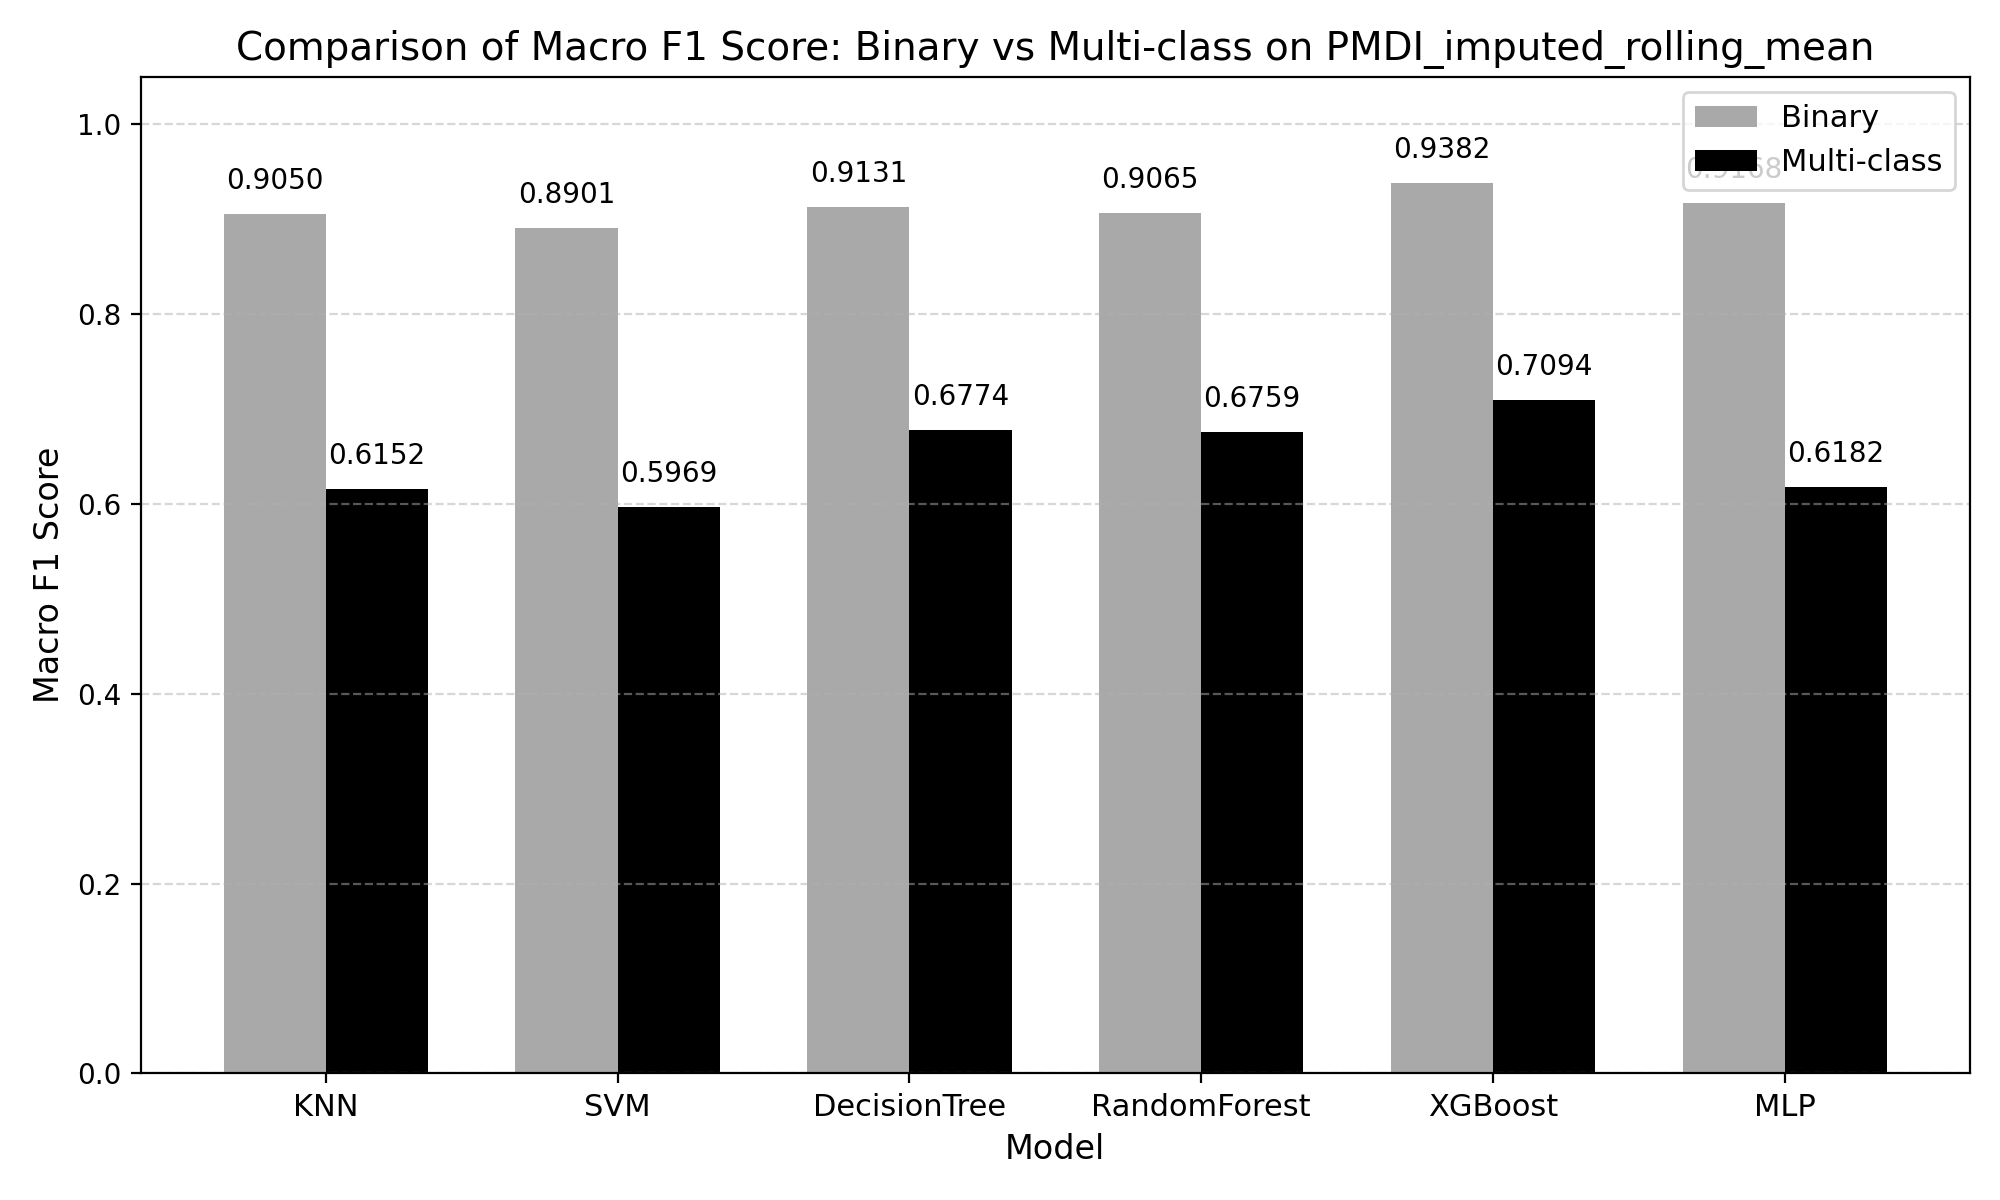 Comparison of Macro F1 Score: Binary vs Multi-class on PMDI_imputed_rolling_mean
Binary
Multi-class
Macro F1 Score
1.0
0.8
0.6
0.4
0.2
0.0
0.9050
0.6152
0.8901
0.5969
0.9131
0.6774
0.9065
0.6759
0.9382
0.7094
0.6182
KNN
SVM
DecisionTree
RandomForest
XGBoost
MLP
Model